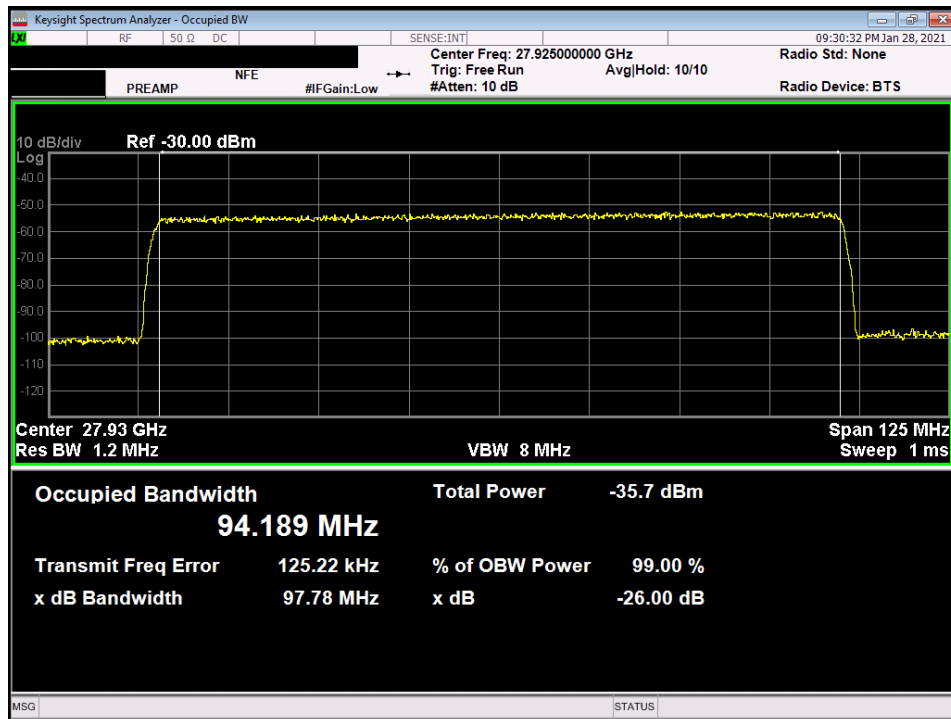 Keysight Spectrum Analyzer - Occupied BW
LXI RF 50 Ω DC SENSE:INT 09:30:32 PM Jan 28, 2021
Center Freq: 27.925000000 GHz Radio Std: None
NFE Trig: Free Run Avg|Hold: 10/10
PREAMP #IFGain:Low #Atten: 10 dB Radio Device: BTS
10 dB/div Ref -30.00 dBm
Log
-40.0
-50.0
-60.0
-70.0
-80.0
-90.0
-100
-110
-120
Center 27.93 GHz Span 125 MHz
Res BW 1.2 MHz VBW 8 MHz Sweep 1 ms
Occupied Bandwidth Total Power -35.7 dBm
94.189 MHz
Transmit Freq Error 125.22 kHz % of OBW Power 99.00 %
x dB Bandwidth 97.78 MHz x dB -26.00 dB
MSG STATUS